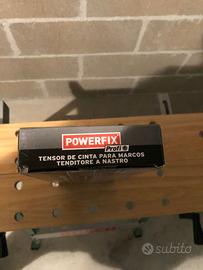 POWERFIX
Profi+
TENSOR DE CINTA PARA MARCOS
TENDITORE A NASTRO
subito